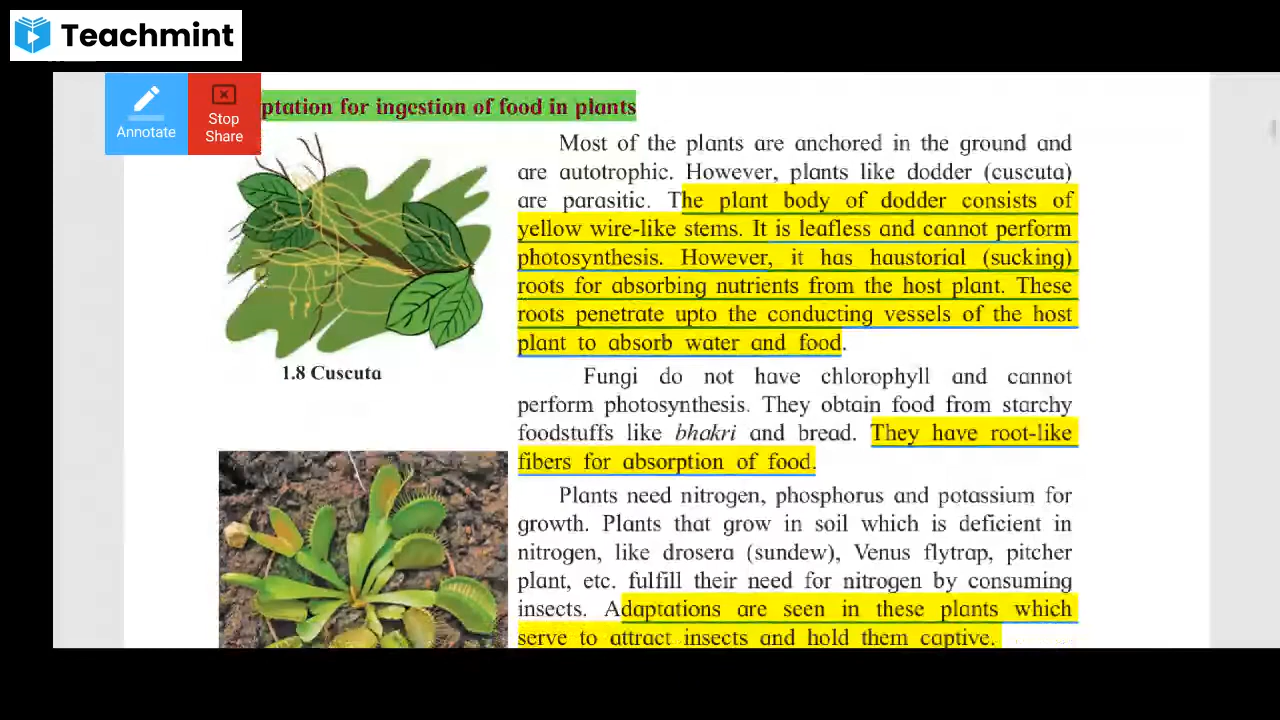 Teachmint
Annotate
Stop
Share
ptation for ingestion of food in plants
Most of the plants are anchored in the ground and
are autotrophic. However, plants like dodder (cuscuta)
are parasitic. The plant body of dodder consists of
yellow wire-like stems. It is leafless and cannot perform
photosynthesis. However, it has haustorial (sucking)
roots for absorbing nutrients from the host plant. These
roots penetrate upto the conducting vessels of the host
plant to absorb water and food.
1.8 Cuscuta
Fungi do not have chlorophyll and cannot
perform photosynthesis. They obtain food from starchy
foodstuffs like bhakri and bread. They have root-like
fibers for absorption of food.
Plants need nitrogen, phosphorus and potassium for
growth. Plants that grow in soil which is deficient in
nitrogen, like drosera (sundew), Venus flytrap, pitcher
plant, etc. fulfill their need for nitrogen by consuming
insects. Adaptations are seen in these plants which
serve to attract insects and hold them captive.